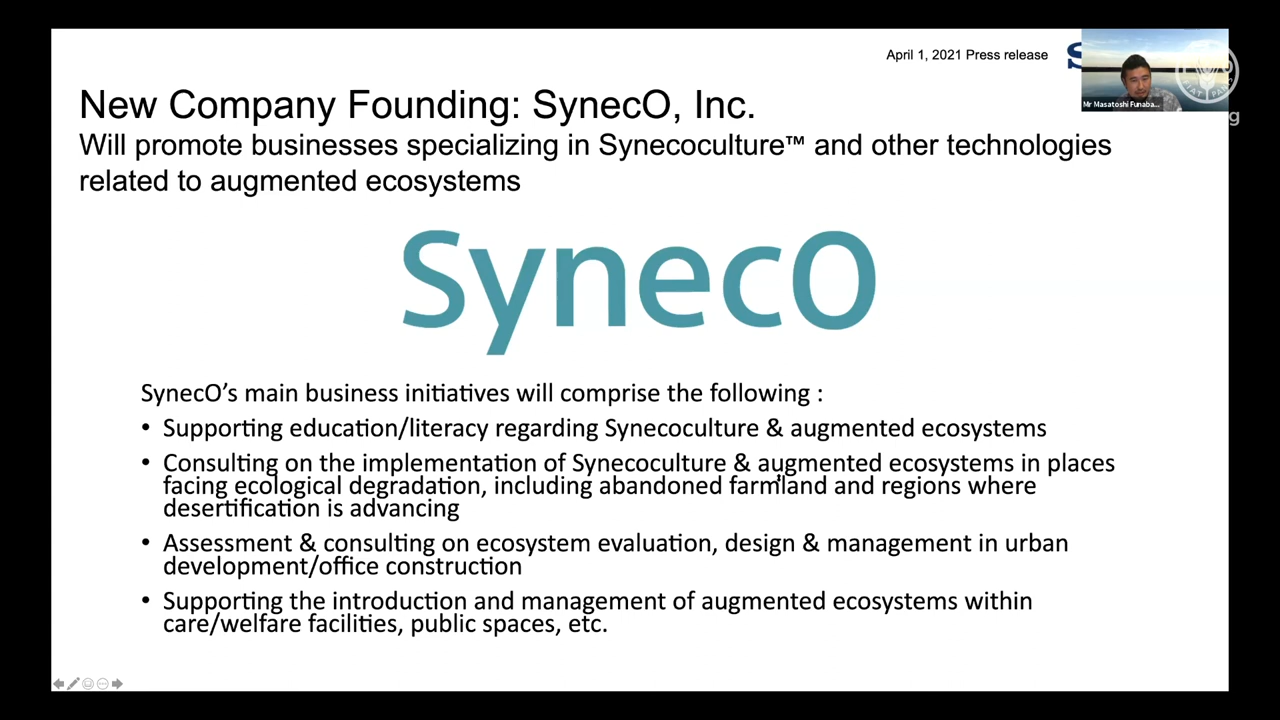 April 1, 2021 Press release
S
Mr Masatoshi Funaba...
New Company Founding: SynecO, Inc.
Will promote businesses specializing in Synecoculture™ and other technologies
related to augmented ecosystems
SynecO
SynecO’s main business initiatives will comprise the following :
• Supporting education/literacy regarding Synecoculture & augmented ecosystems
• Consulting on the implementation of Synecoculture & augmented ecosystems in places
facing ecological degradation, including abandoned farmland and regions where
desertification is advancing
• Assessment & consulting on ecosystem evaluation, design & management in urban
development/office construction
• Supporting the introduction and management of augmented ecosystems within
care/welfare facilities, public spaces, etc.